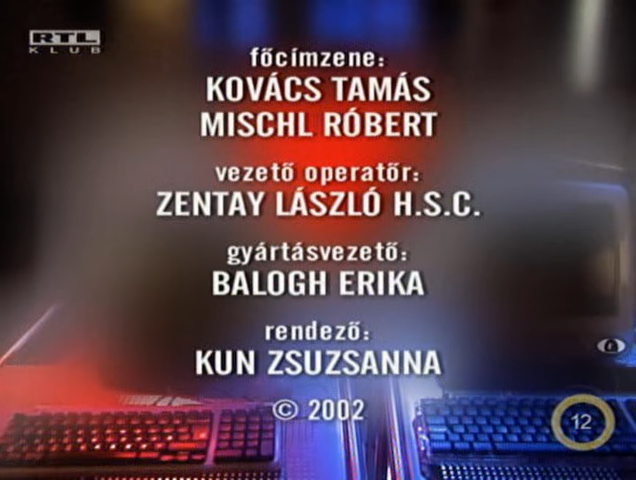 RTL
KLUB
főcímzene:
KOVÁCS TAMÁS
MISCHL RÓBERT
vezető operatőr:
ZENTAY LÁSZLÓ H.S.C.
gyártásvezető:
BALOGH ERIKA
rendező:
KUN ZSUZSANNA
© 2002
12